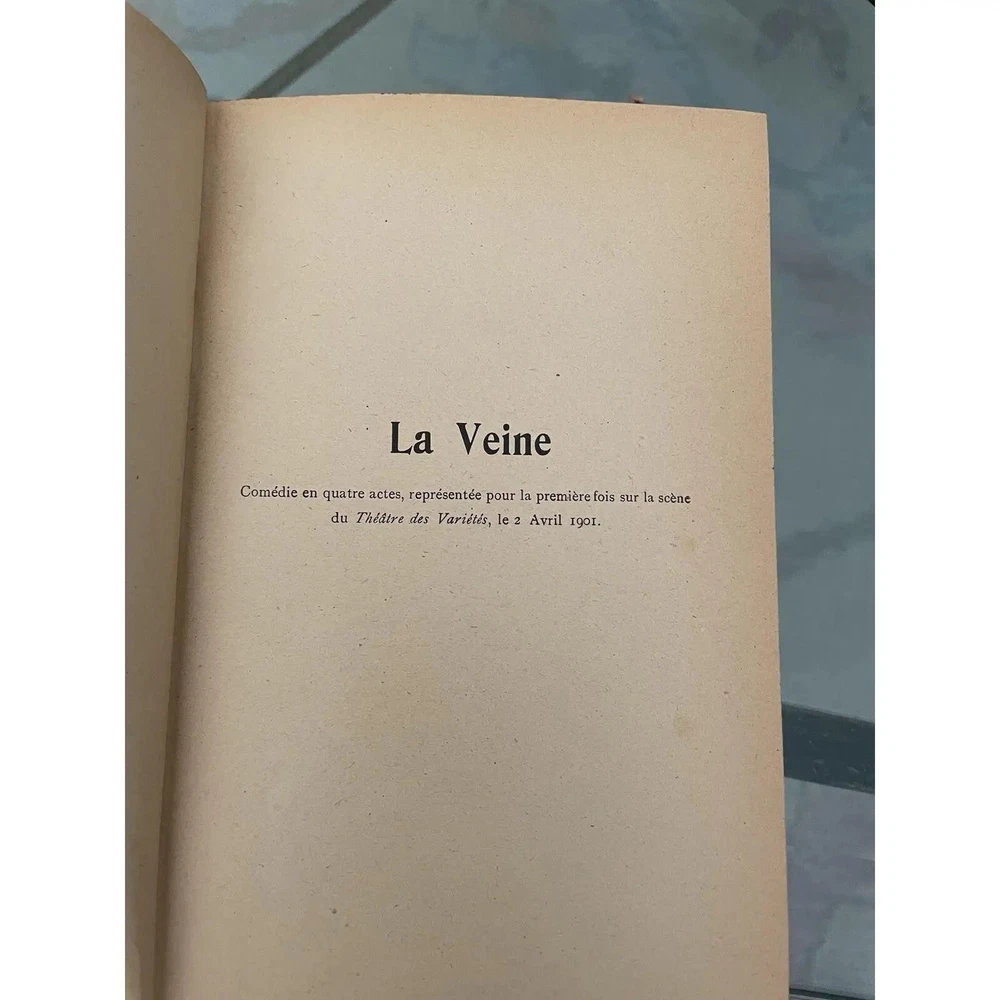 La Veine
Comédie en quatre actes, représentée pour la première fois sur la scène
du Théâtre des Variétés, le 2 Avril 1901.